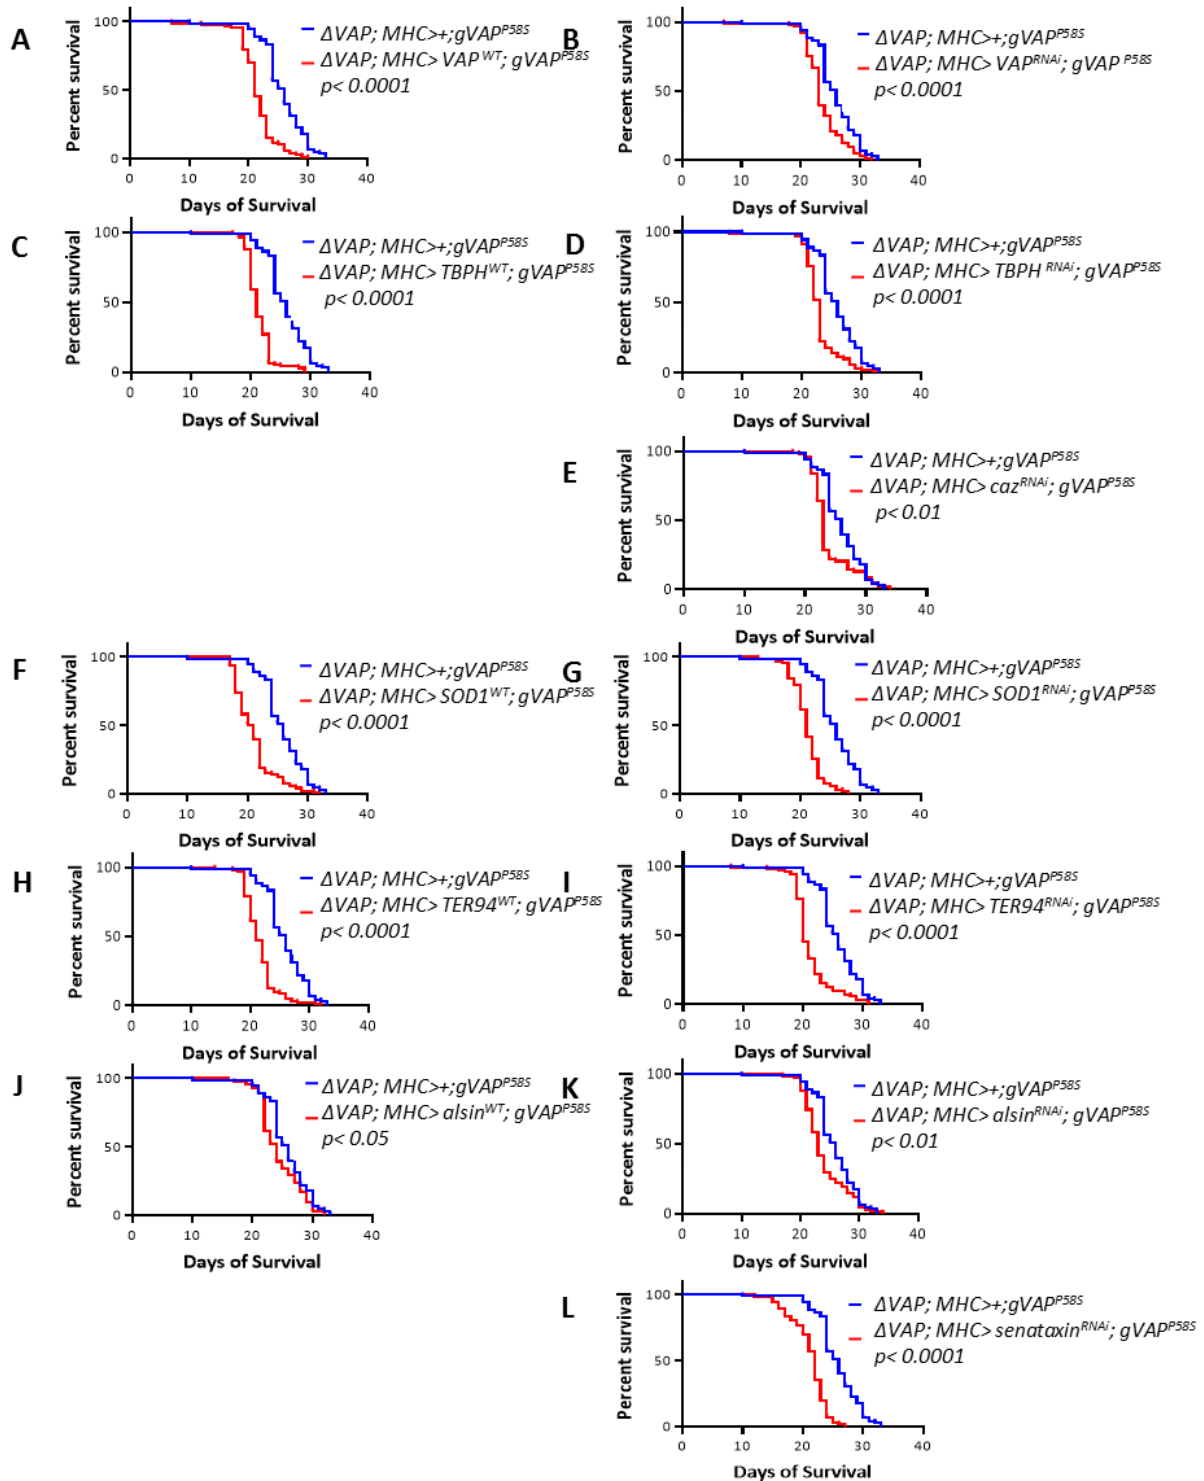 A
Percent survival
100
50
0
0 10 20 30 40
Days of Survival
ΔVAP; MHC>+;gVAP^P58S
ΔVAP; MHC> VAP^WT; gVAP^P58S
p< 0.0001
B
Percent survival
100
50
0
0 10 20 30 40
Days of Survival
ΔVAP; MHC>+;gVAP^P58S
ΔVAP; MHC> VAP^RNAi; gVAP^P58S
p< 0.0001
C
Percent survival
100
50
0
0 10 20 30 40
Days of Survival
ΔVAP; MHC>+;gVAP^P58S
ΔVAP; MHC> TBPH^WT; gVAP^P58S
p< 0.0001
D
Percent survival
100
50
0
0 10 20 30 40
Days of Survival
ΔVAP; MHC>+;gVAP^P58S
ΔVAP; MHC> TBPH^RNAi; gVAP^P58S
p< 0.0001
E
Percent survival
100
50
0
0 10 20 30 40
Days of Survival
ΔVAP; MHC>+;gVAP^P58S
ΔVAP; MHC> caz^RNAi; gVAP^P58S
p< 0.01
F
Percent survival
100
50
0
0 10 20 30 40
Days of Survival
ΔVAP; MHC>+;gVAP^P58S
ΔVAP; MHC> SOD1^WT; gVAP^P58S
p< 0.0001
G
Percent survival
100
50
0
0 10 20 30 40
Days of Survival
ΔVAP; MHC>+;gVAP^P58S
ΔVAP; MHC> SOD1^RNAi; gVAP^P58S
p< 0.0001
H
Percent survival
100
50
0
0 10 20 30 40
Days of Survival
ΔVAP; MHC>+;gVAP^P58S
ΔVAP; MHC> TER94^WT; gVAP^P58S
p< 0.0001
I
Percent survival
100
50
0
0 10 20 30 40
Days of Survival
ΔVAP; MHC>+;gVAP^P58S
ΔVAP; MHC> TER94^RNAi; gVAP^P58S
p< 0.0001
J
Percent survival
100
50
0
0 10 20 30 40
Days of Survival
ΔVAP; MHC>+;gVAP^P58S
ΔVAP; MHC> alsin^WT; gVAP^P58S
p< 0.05
K
Percent survival
100
50
0
0 10 20 30 40
Days of Survival
ΔVAP; MHC>+;gVAP^P58S
ΔVAP; MHC> alsin^RNAi; gVAP^P58S
p< 0.01
L
Percent survival
100
50
0
0 10 20 30 40
Days of Survival
ΔVAP; MHC>+;gVAP^P58S
ΔVAP; MHC> senataxin^RNAi; gVAP^P58S
p< 0.0001